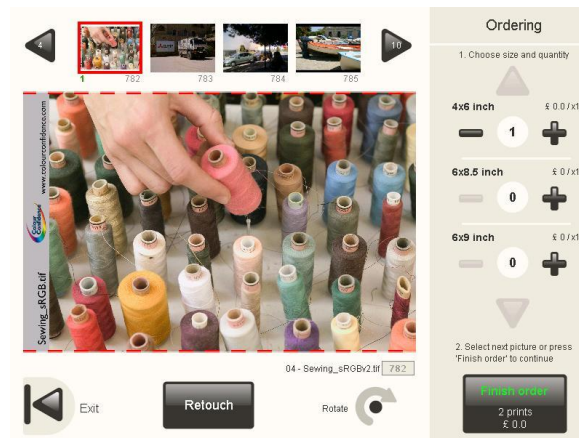 4
10
1
782
783
784
785
Ordering
1. Choose size and quantity
4x6 inch
£ 0.0/x1
1
6x8.5 inch
£ 0/x1
0
6x9 inch
£ 0/x1
0
2. Select next picture or press
'Finish order' to continue
Finish order
2 prints
£ 0.0
www.colourconfidence.com
Colour
Confidence
Sewing_sRGB.tif
04 - Sewing_sRGBv2.tif
782
Exit
Retouch
Rotate